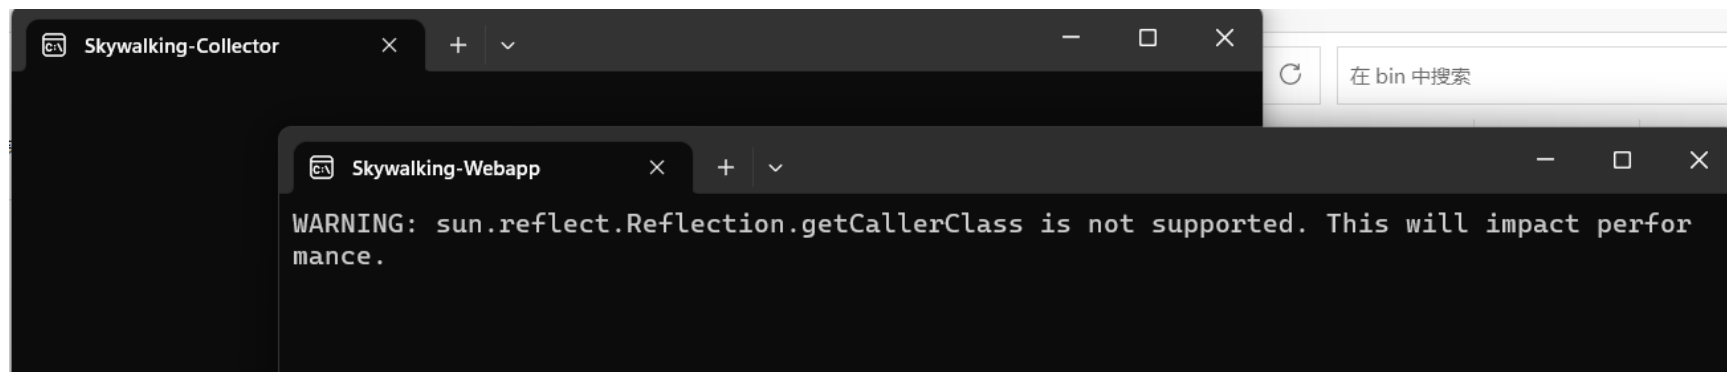 Skywalking-Collector
在 bin 中搜索
Skywalking-Webapp
WARNING: sun.reflect.Reflection.getCallerClass is not supported. This will impact perfor
mance.